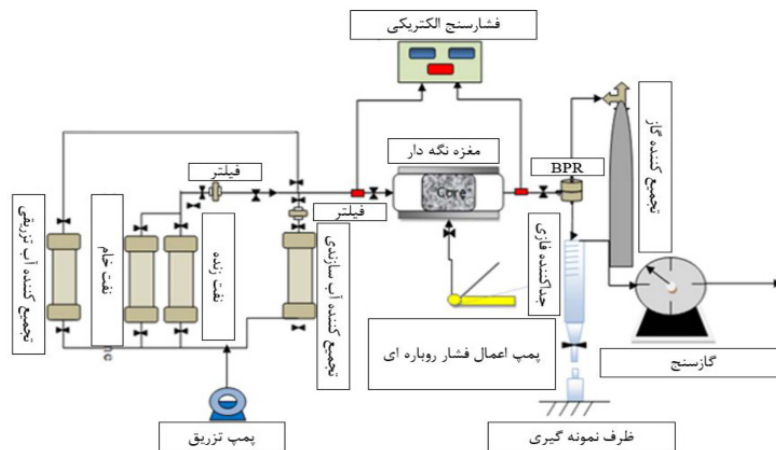 فشارسنج الکتریکی
تجمیع کننده گاز
مغزه نگه دار
BPR
فیلتر
Core
فیلتر
تجمیع کننده آب تزریقی
نفت خام
نفت زنده
تجمیع کننده آب سازندی
جداکننده فازی
پمپ اعمال فشار روباره ای
گازسنج
پمپ تزریق
ظرف نمونه گیری